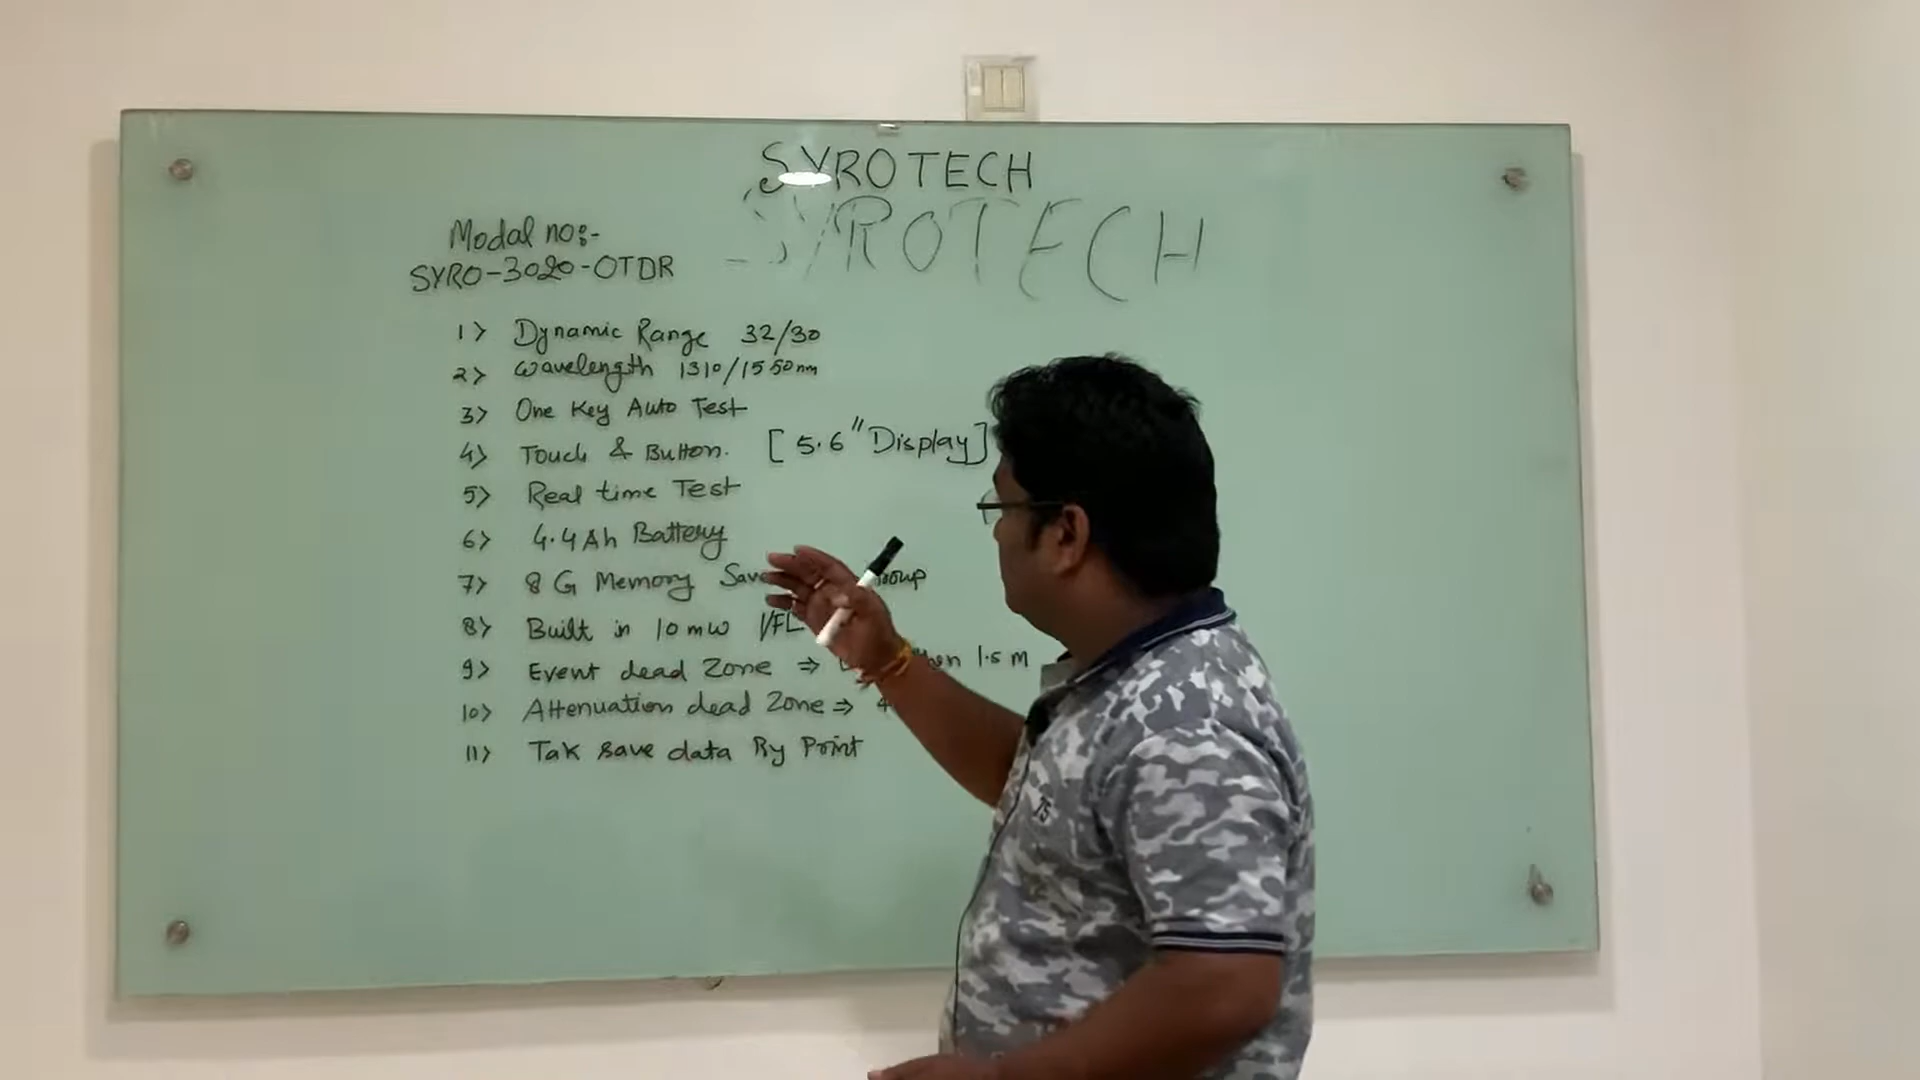 SYROTECH
SYROTECH
Modal no:-
SYRO-3020-OTDR
1> Dynamic Range 32/30
2> wavelength 1310/1550nm
3> One Key Auto Test
4> Touch & Button. [5.6" Display]
5> Real time Test
6> 4.4Ah Battery
7> 8 G Memory
8> Built in 10mw VFL
9> Event dead Zone ⇒ 1.5 m
10> Attenuation dead Zone ⇒
11> Tak save data By Point
75